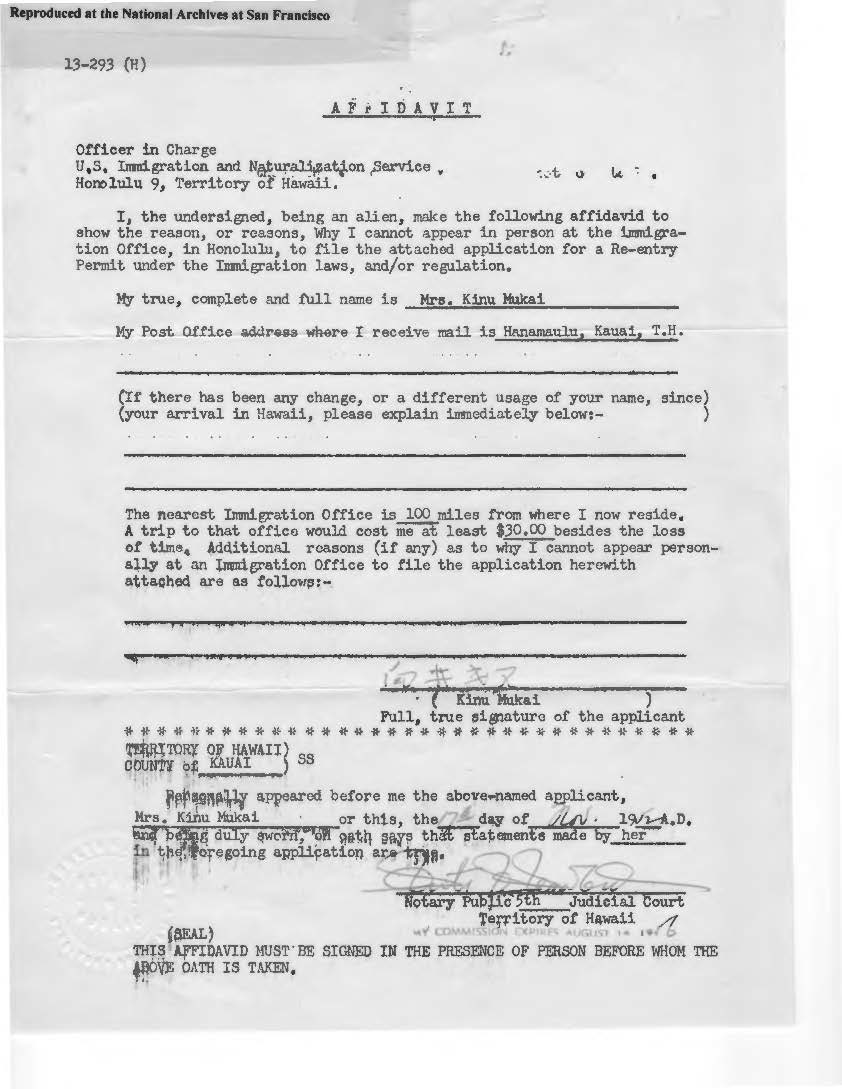 Reproduced at the National Archives at San Francisco
13-293 (H)
AFFIDAVIT
Officer in Charge
U.S. Immigration and Naturalization Service,
Honolulu 9, Territory of Hawaii.
I, the undersigned, being an alien, make the following affidavid to
show the reason, or reasons, Why I cannot appear in person at the immigra-
tion Office, in Honolulu, to file the attached application for a Re-entry
Permit under the Immigration laws, and/or regulation.
My true, complete and full name is Mrs. Kinu Mukai
My Post Office address where I receive mail is Hanamaulu, Kauai, T.H.
(If there has been any change, or a different usage of your name, since)
(your arrival in Hawaii, please explain immediately below:- )
The nearest Immigration Office is 100 miles from where I now reside.
A trip to that office would cost me at least $30.00 besides the loss
of time. Additional reasons (if any) as to why I cannot appear person-
ally at an Immigration Office to file the application herewith
attached are as follows:-
向井キヌ
( Kinu Mukai )
Full, true signature of the applicant
* * * * * * * * * * * * * * * * * * * * * * * * * * * * * * * * * * *
TERRITORY OF HAWAII)
COUNTY of KAUAI ) SS
Personally appeared before me the above-named applicant,
Mrs. Kinu Mukai or this, the day of Nov. A.D.
and being duly sworn, on oath says that statements made by her
in the foregoing application are true.
Notary Public 5th Judicial Court
Territory of Hawaii
(SEAL) MY COMMISSION EXPIRES AUGUST
THIS AFFIDAVID MUST BE SIGNED IN THE PRESENCE OF PERSON BEFORE WHOM THE
ABOVE OATH IS TAKEN.